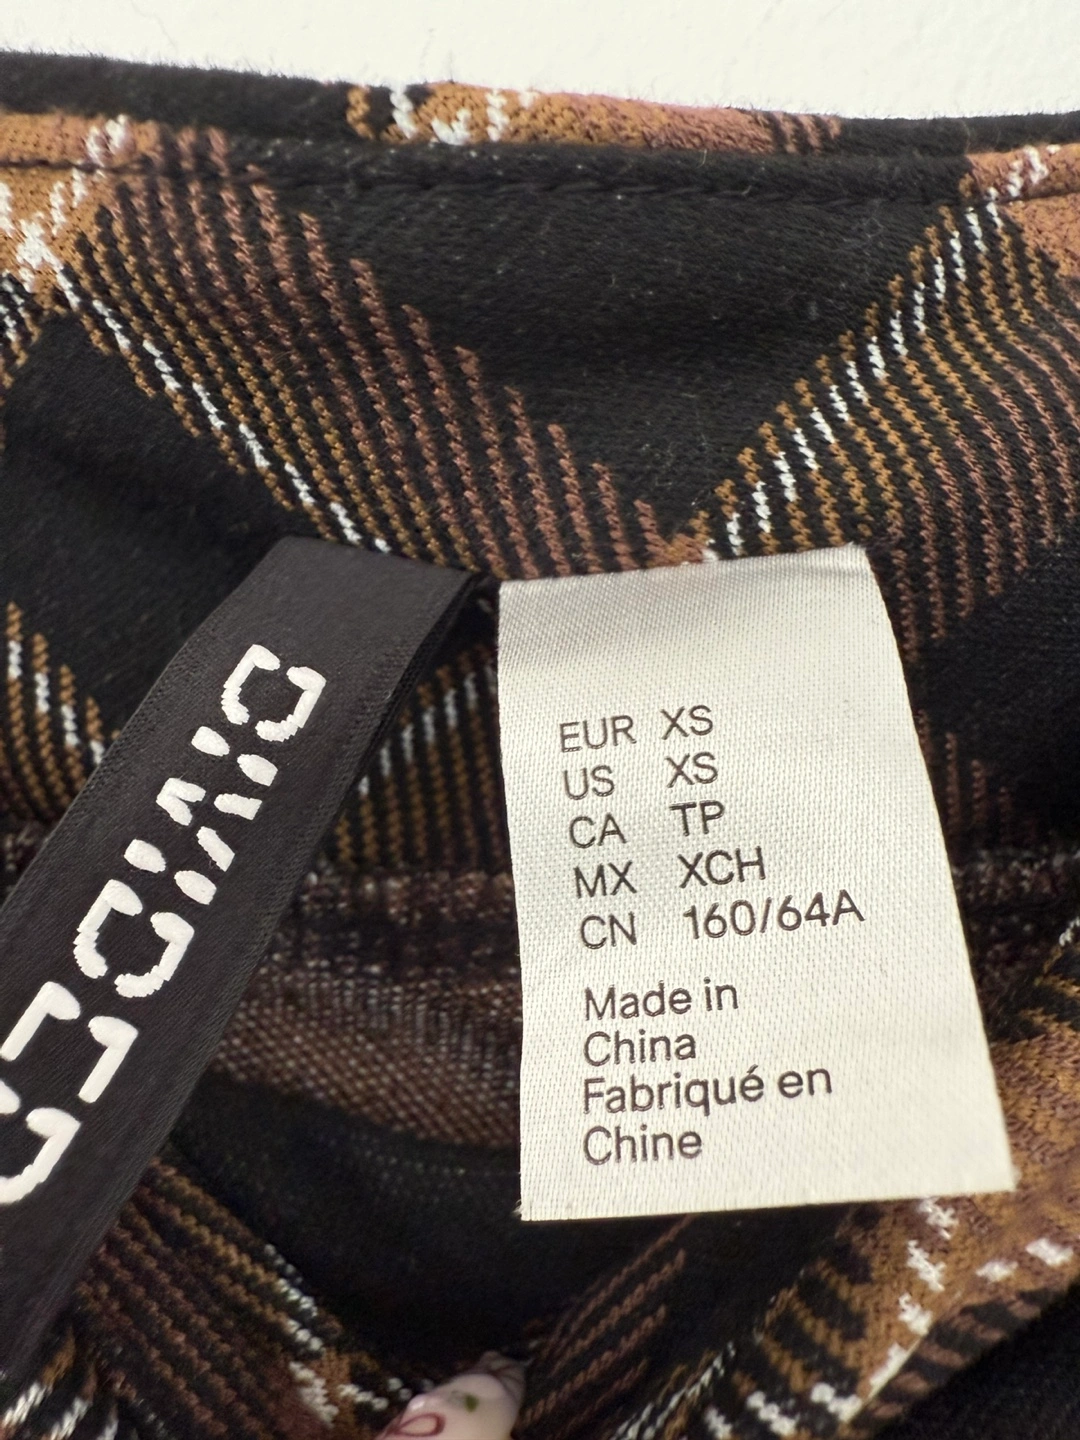 EUR XS
US XS
CA TP
MX XCH
CN 160/64A
Made in
China
Fabriqué en
Chine